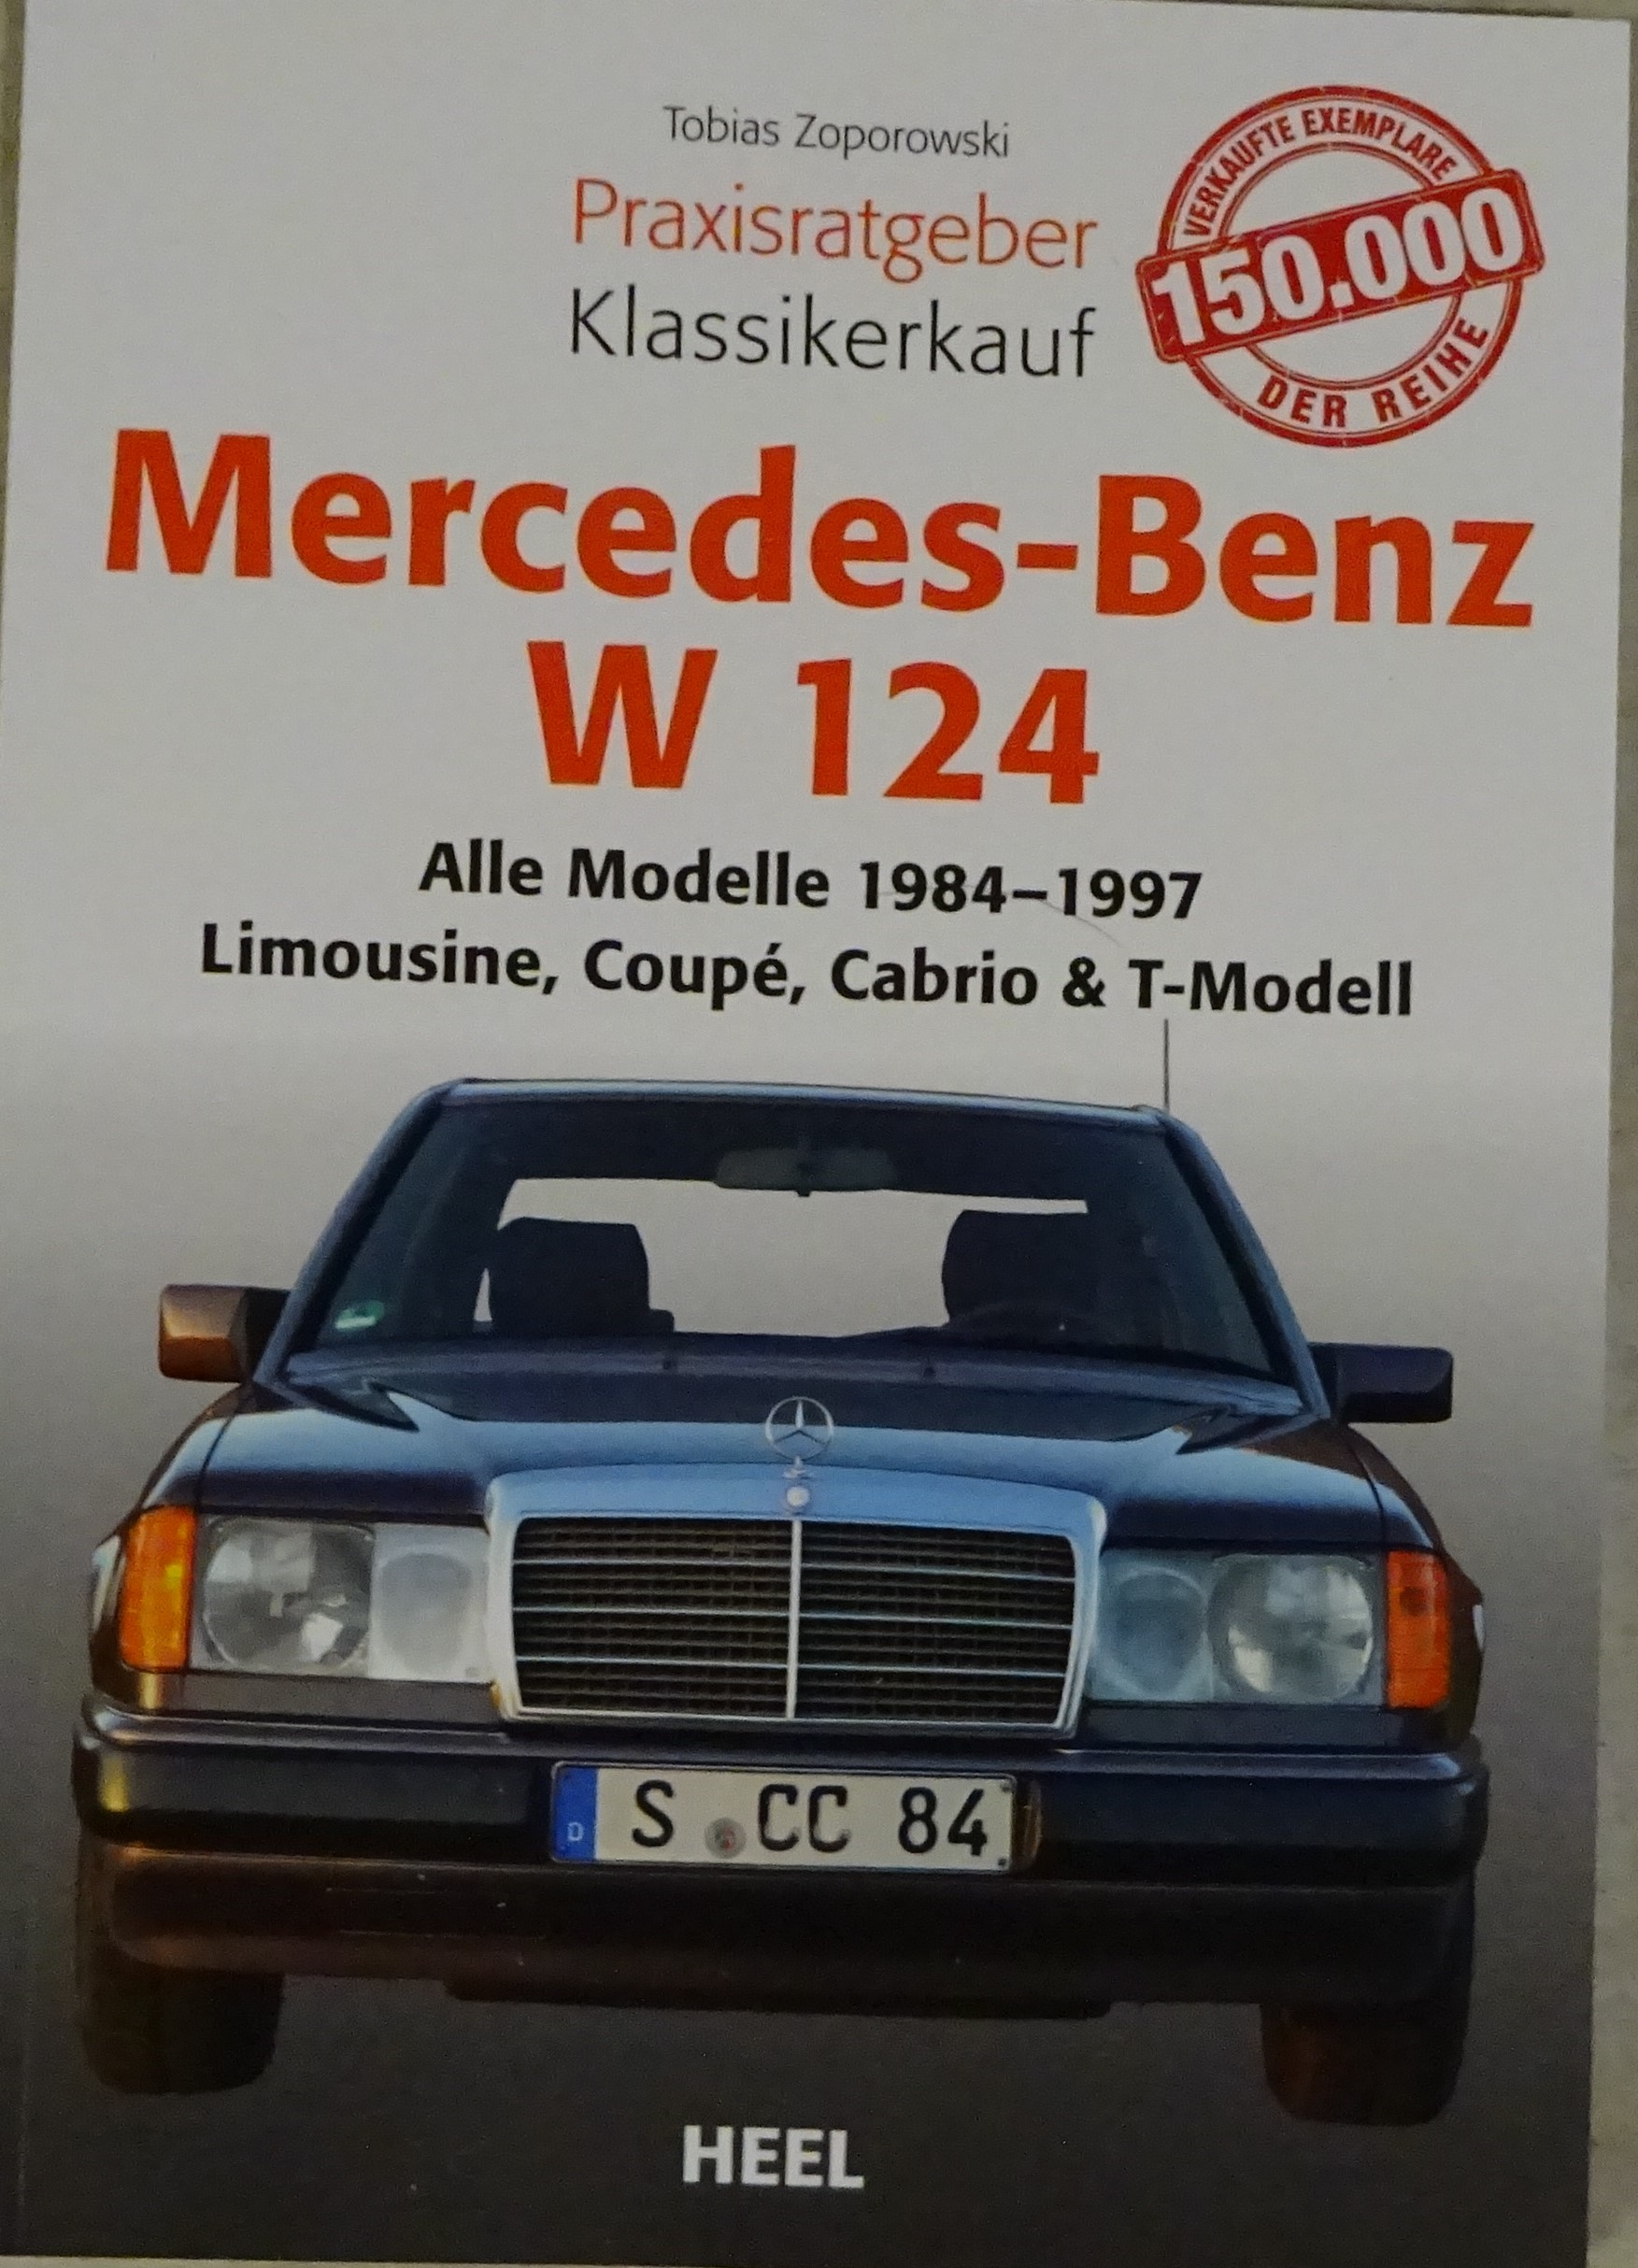 Tobias Zoporowski
Praxisratgeber
Klassikerkauf
VERKAUFTE EXEMPLARE
150.000
DER REIHE
Mercedes-Benz
W 124
Alle Modelle 1984–1997
Limousine, Coupé, Cabrio & T-Modell
D S CC 84
HEEL